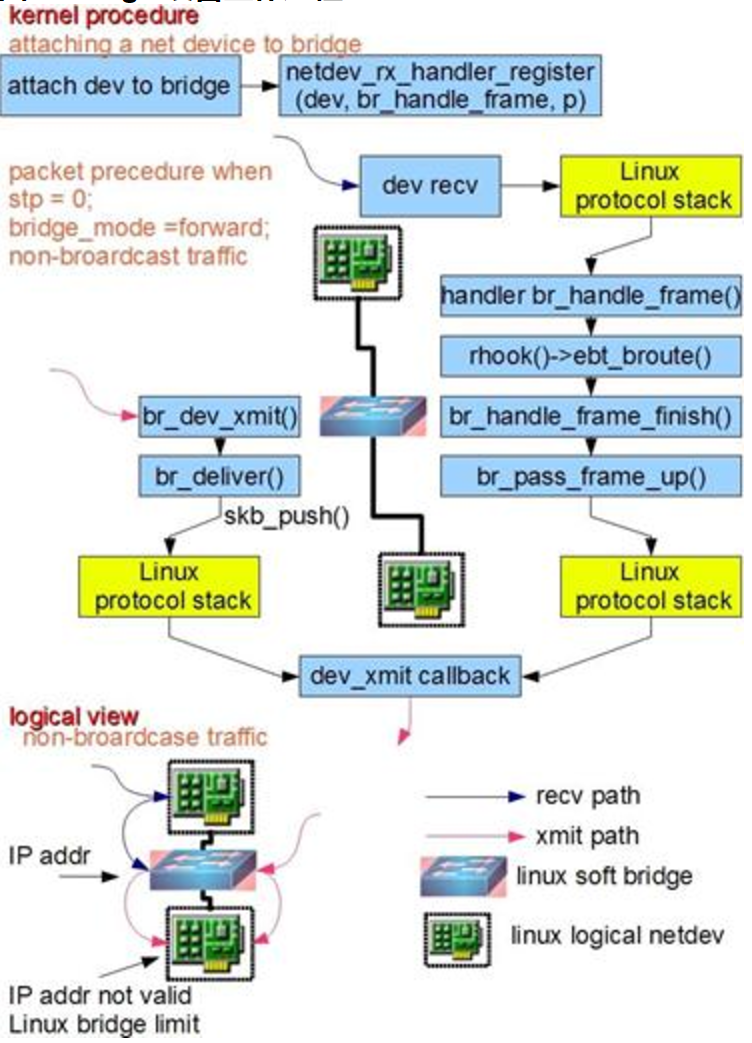 kernel procedure
attaching a net device to bridge
attach dev to bridge
netdev_rx_handler_register
(dev, br_handle_frame, p)
packet precedure when
stp = 0;
bridge_mode =forward;
non-broardcast traffic
dev recv
Linux
protocol stack
handler br_handle_frame()
rhook()->ebt_broute()
br_handle_frame_finish()
br_pass_frame_up()
br_dev_xmit()
br_deliver()
skb_push()
Linux
protocol stack
Linux
protocol stack
dev_xmit callback
logical view
non-broardcase traffic
IP addr
IP addr not valid
Linux bridge limit
recv path
xmit path
linux soft bridge
linux logical netdev